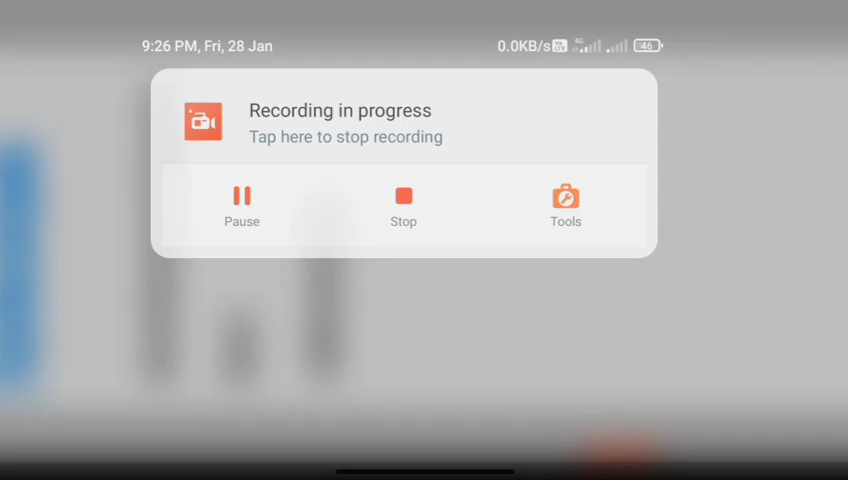 9:26 PM, Fri, 28 Jan
0.0KB/s 4G 46
Recording in progress
Tap here to stop recording
Pause
Stop
Tools